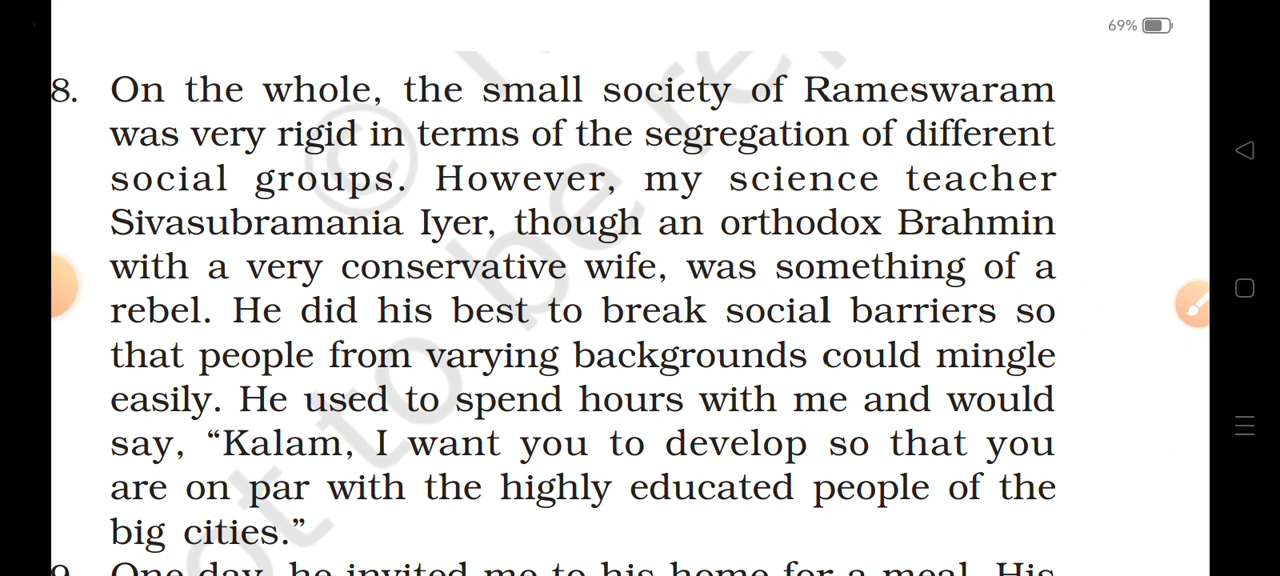 69%
8. On the whole, the small society of Rameswaram
was very rigid in terms of the segregation of different
social groups. However, my science teacher
Sivasubramania Iyer, though an orthodox Brahmin
with a very conservative wife, was something of a
rebel. He did his best to break social barriers so
that people from varying backgrounds could mingle
easily. He used to spend hours with me and would
say, “Kalam, I want you to develop so that you
are on par with the highly educated people of the
big cities.”
9. One day, he invited me to his home for a meal. His